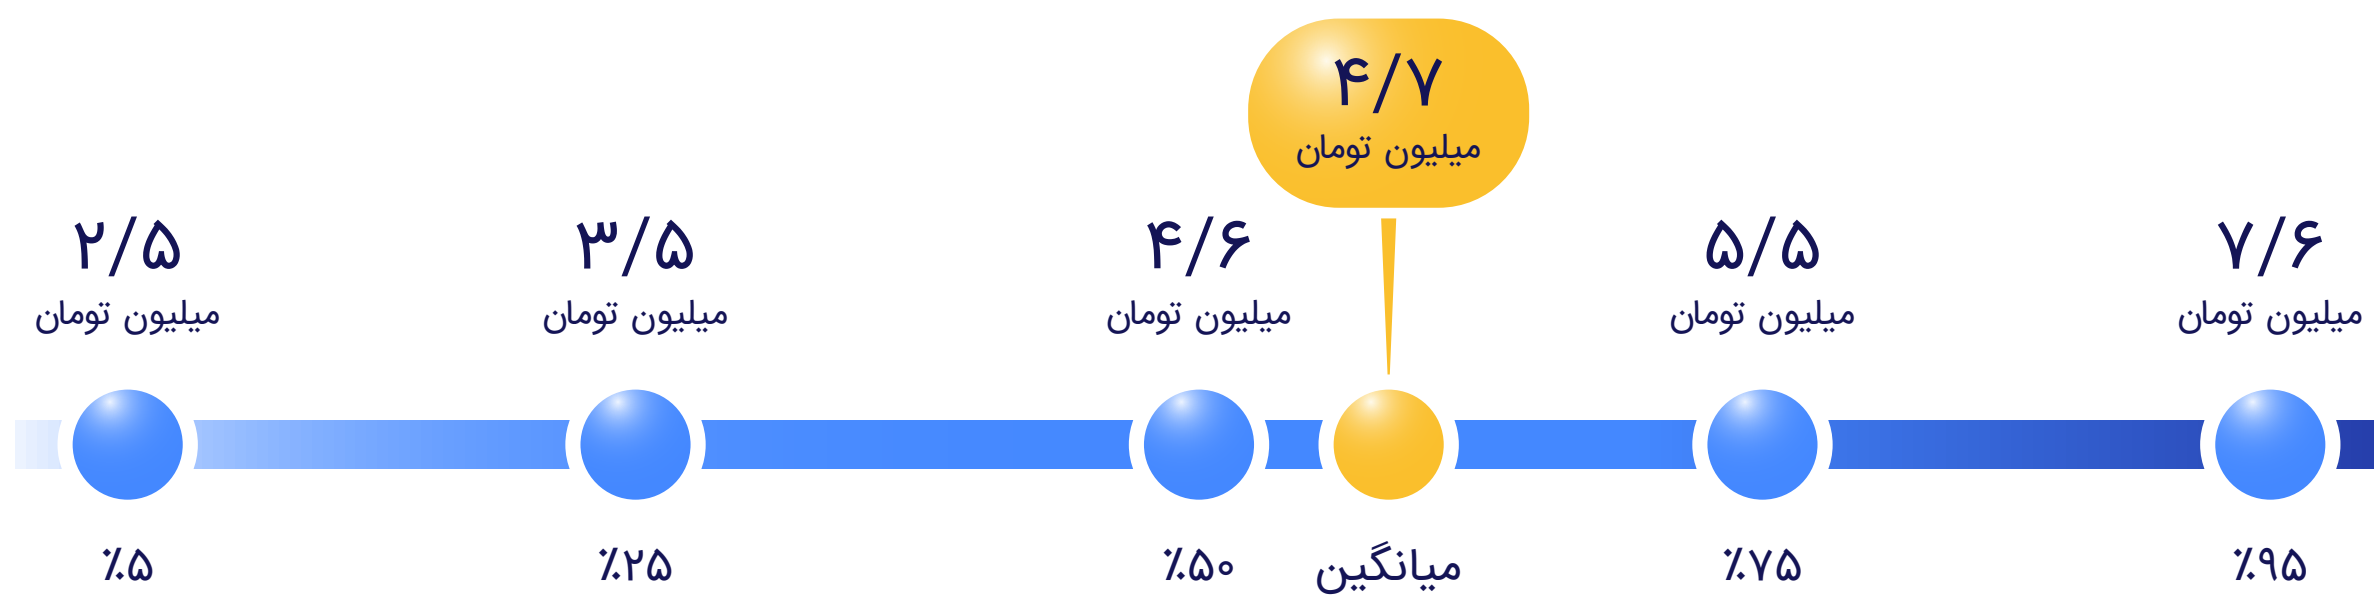 ۴/۷
میلیون تومان
۲/۵
میلیون تومان
۳/۵
میلیون تومان
۴/۶
میلیون تومان
۵/۵
میلیون تومان
۷/۶
میلیون تومان
٪۵
٪۲۵
٪۵۰
میانگین
٪۷۵
٪۹۵